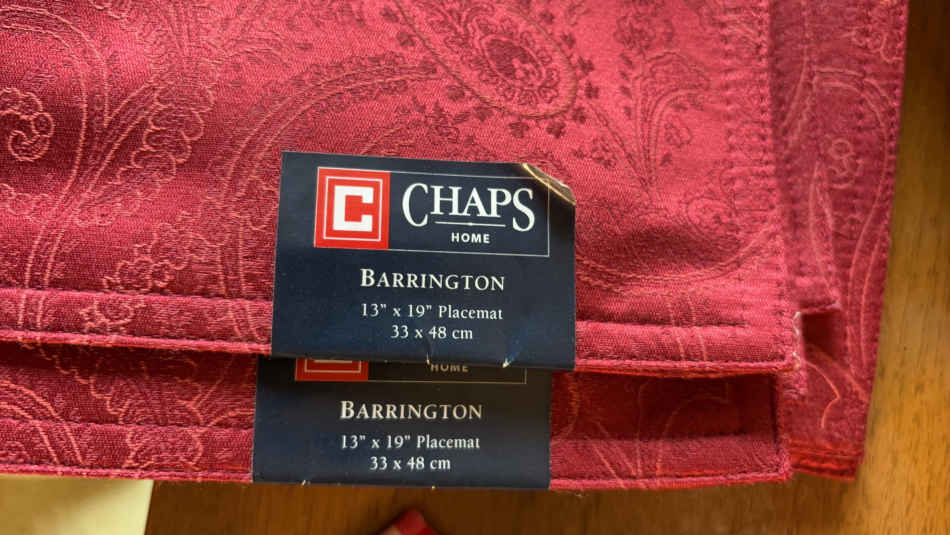 C CHAPS
HOME
BARRINGTON
13" x 19" Placemat
33 x 48 cm
HOME
BARRINGTON
13" x 19" Placemat
33 x 48 cm